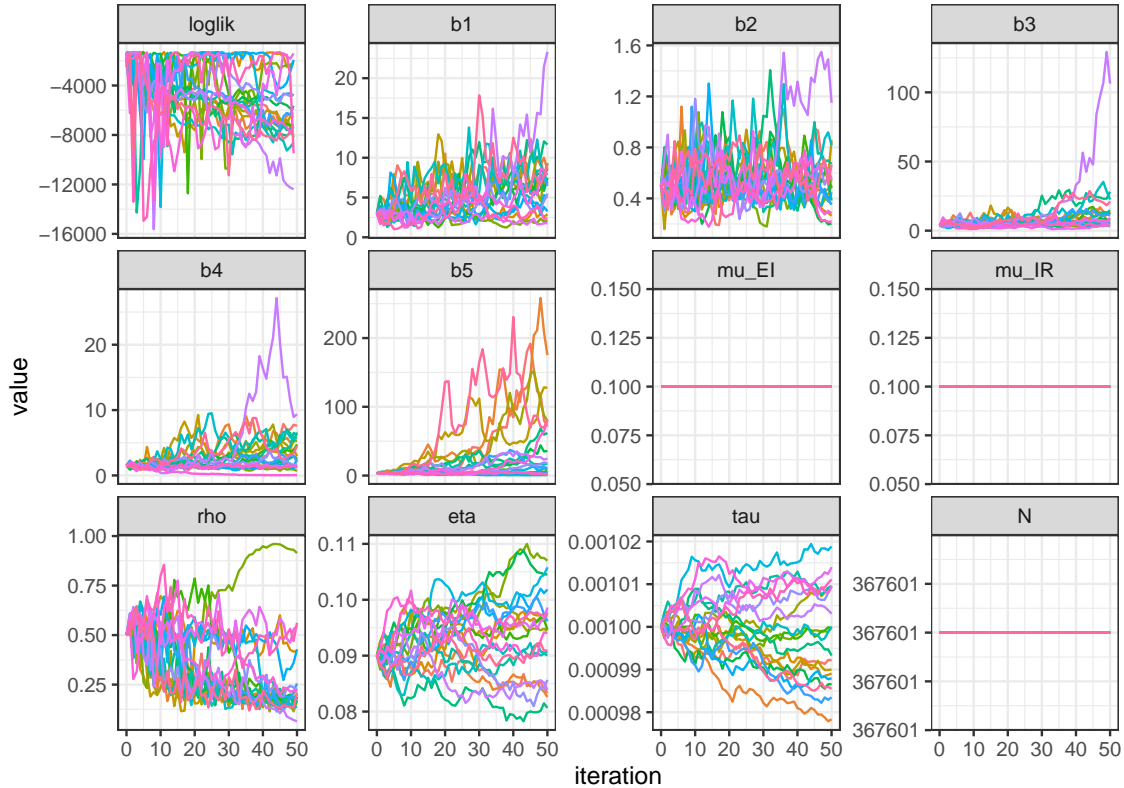 loglik
b1
b2
b3
−4000
−8000
−12000
−16000
20
15
10
5
0
1.6
1.2
0.8
0.4
100
50
0
b4
b5
mu_EI
mu_IR
20
10
0
200
100
0
0.150
0.125
0.100
0.075
0.050
0.150
0.125
0.100
0.075
0.050
rho
eta
tau
N
1.00
0.75
0.50
0.25
0.11
0.10
0.09
0.08
0.00102
0.00101
0.00100
0.00099
0.00098
367601
367601
367601
367601
0 10 20 30 40 50
0 10 20 30 40 50
0 10 20 30 40 50
0 10 20 30 40 50
iteration
value